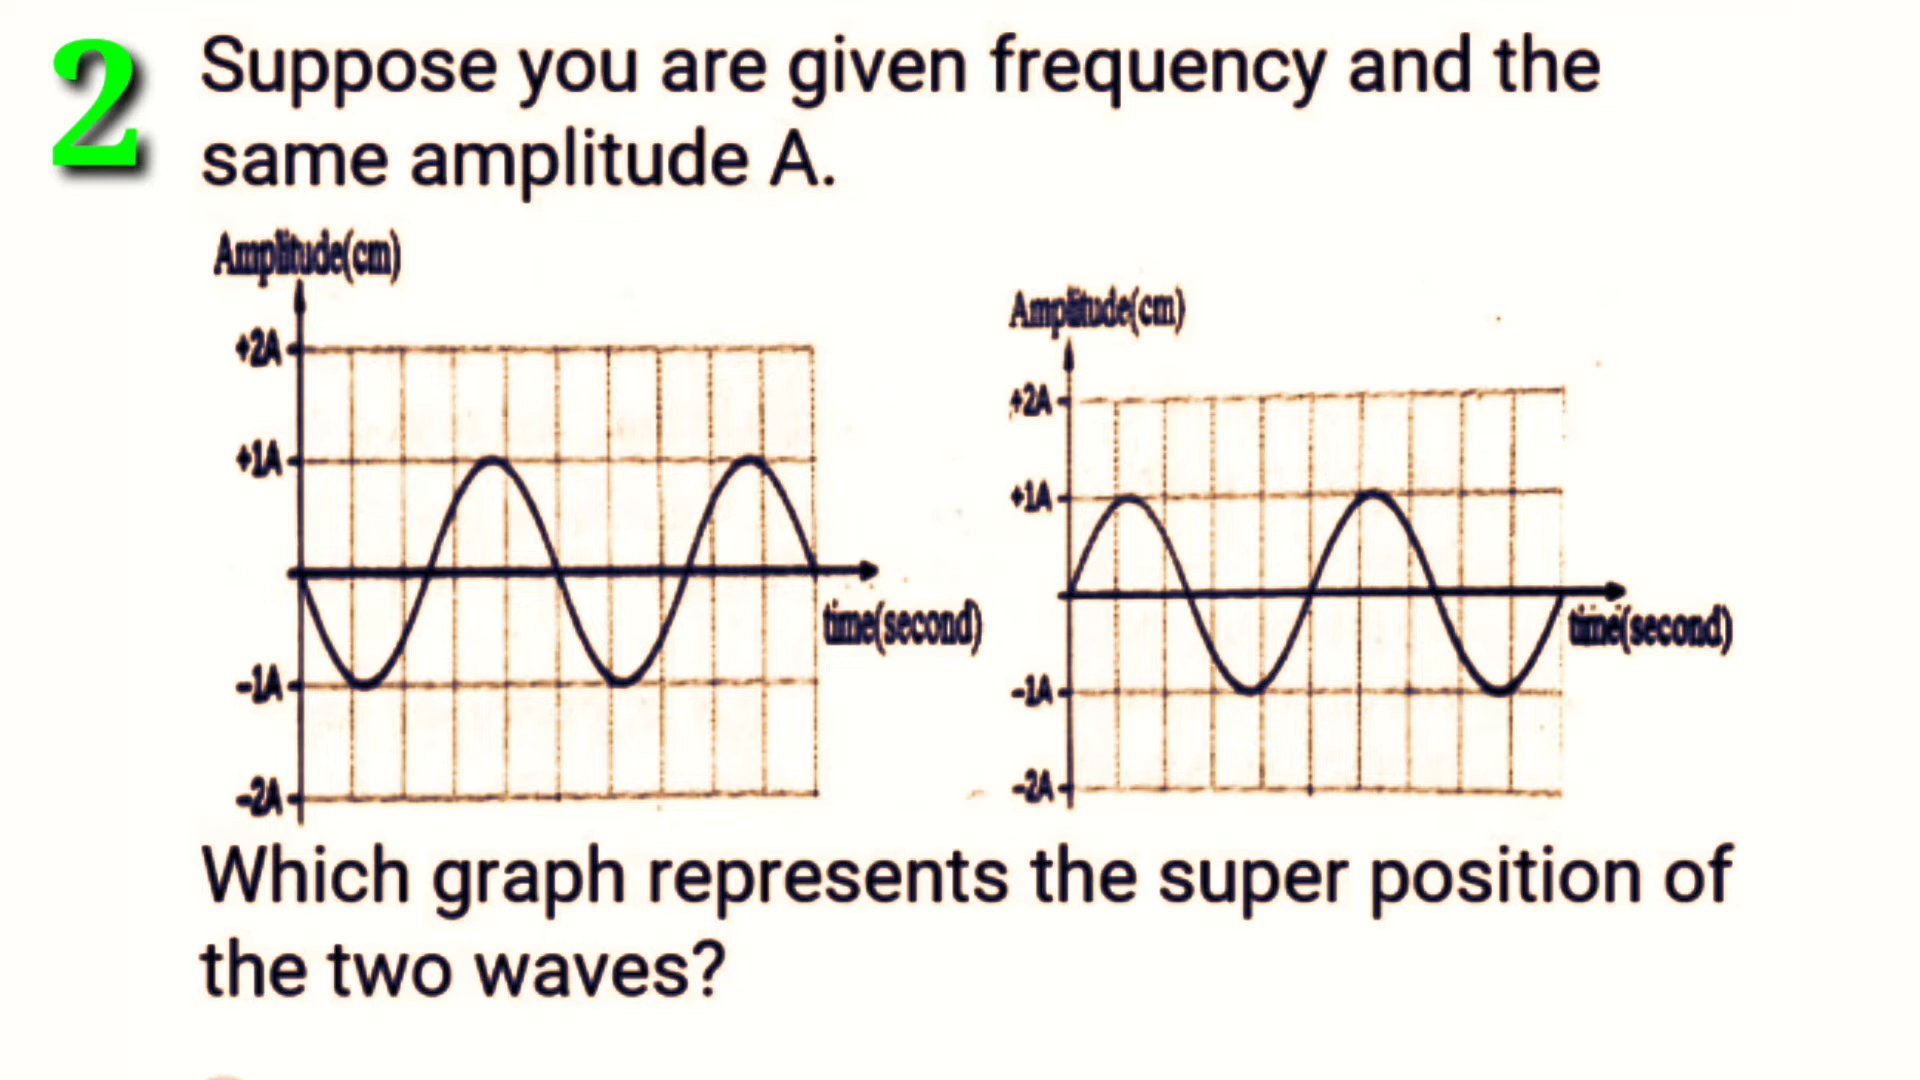 2 Suppose you are given frequency and the
same amplitude A.
Amplitude(cm)
+2A
+1A
-1A
-2A
time(second)
Amplitude(cm)
+2A
+1A
-1A
-2A
time(second)
Which graph represents the super position of
the two waves?